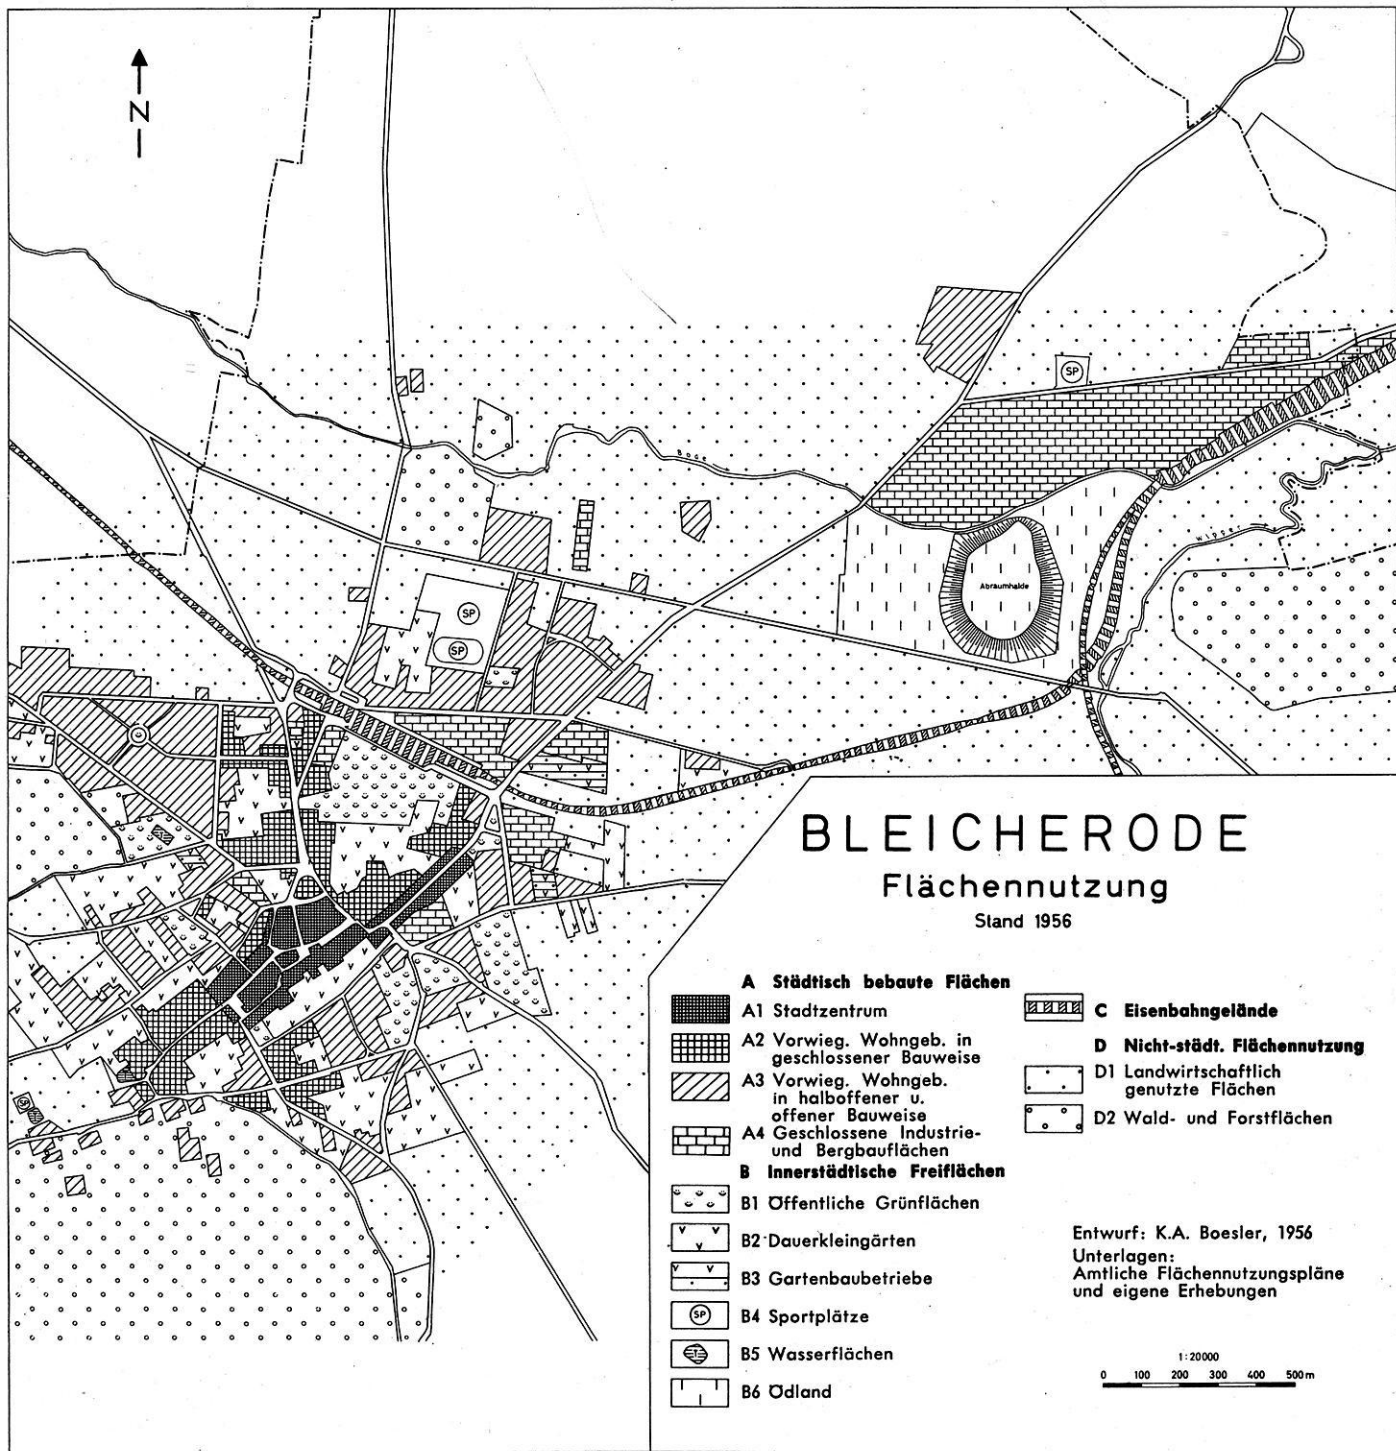 N
SP
Bode
Wipper
Abraumhalde
SP
SP
SP
BLEICHERODE
Flächennutzung
Stand 1956
A Städtisch bebaute Flächen
A1 Stadtzentrum
A2 Vorwieg. Wohngeb. in
geschlossener Bauweise
A3 Vorwieg. Wohngeb.
in halboffener u.
offener Bauweise
A4 Geschlossene Industrie-
und Bergbauflächen
B Innerstädtische Freiflächen
B1 Öffentliche Grünflächen
B2 Dauerkleingärten
B3 Gartenbaubetriebe
SP B4 Sportplätze
B5 Wasserflächen
B6 Ödland
C Eisenbahngelände
D Nicht-städt. Flächennutzung
D1 Landwirtschaftlich
genutzte Flächen
D2 Wald- und Forstflächen
Entwurf: K.A. Boesler, 1956
Unterlagen:
Amtliche Flächennutzungspläne
und eigene Erhebungen
1:20000
0 100 200 300 400 500m